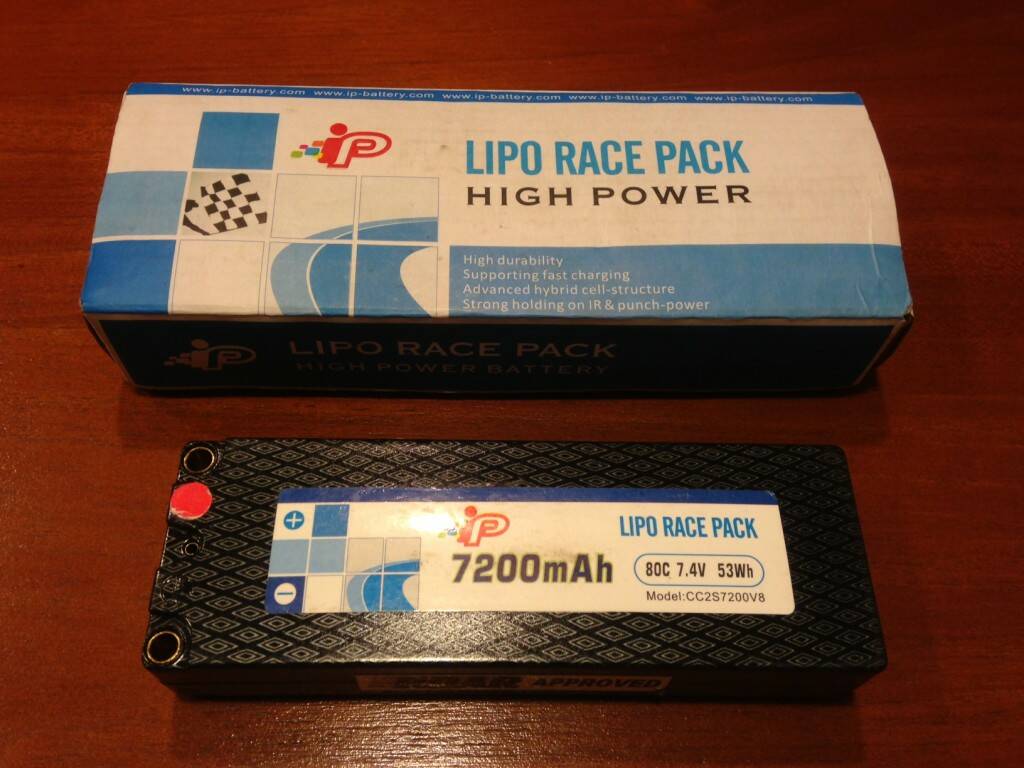 www.ip-battery.com www.ip-battery.com www.ip-battery.com www.ip-battery.com www.ip-battery.com
iP
LIPO RACE PACK
HIGH POWER
High durability
Supporting fast charging
Advanced hybrid cell-structure
Strong holding on IR & punch-power
iP
LIPO RACE PACK
HIGH POWER BATTERY
+
iP
LIPO RACE PACK
7200mAh
80C 7.4V 53Wh
Model:CC2S7200V8
−
APPROVED